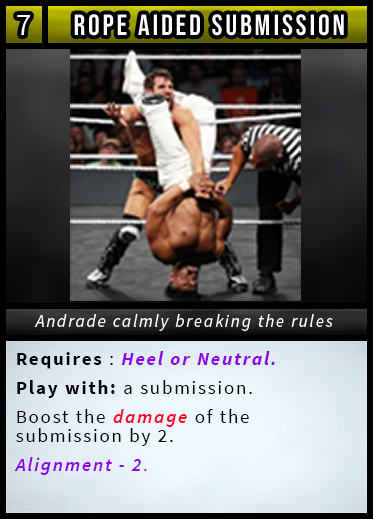 7 ROPE AIDED SUBMISSION
Andrade calmly breaking the rules
Requires : Heel or Neutral.
Play with: a submission.
Boost the damage of the
submission by 2.
Alignment - 2.